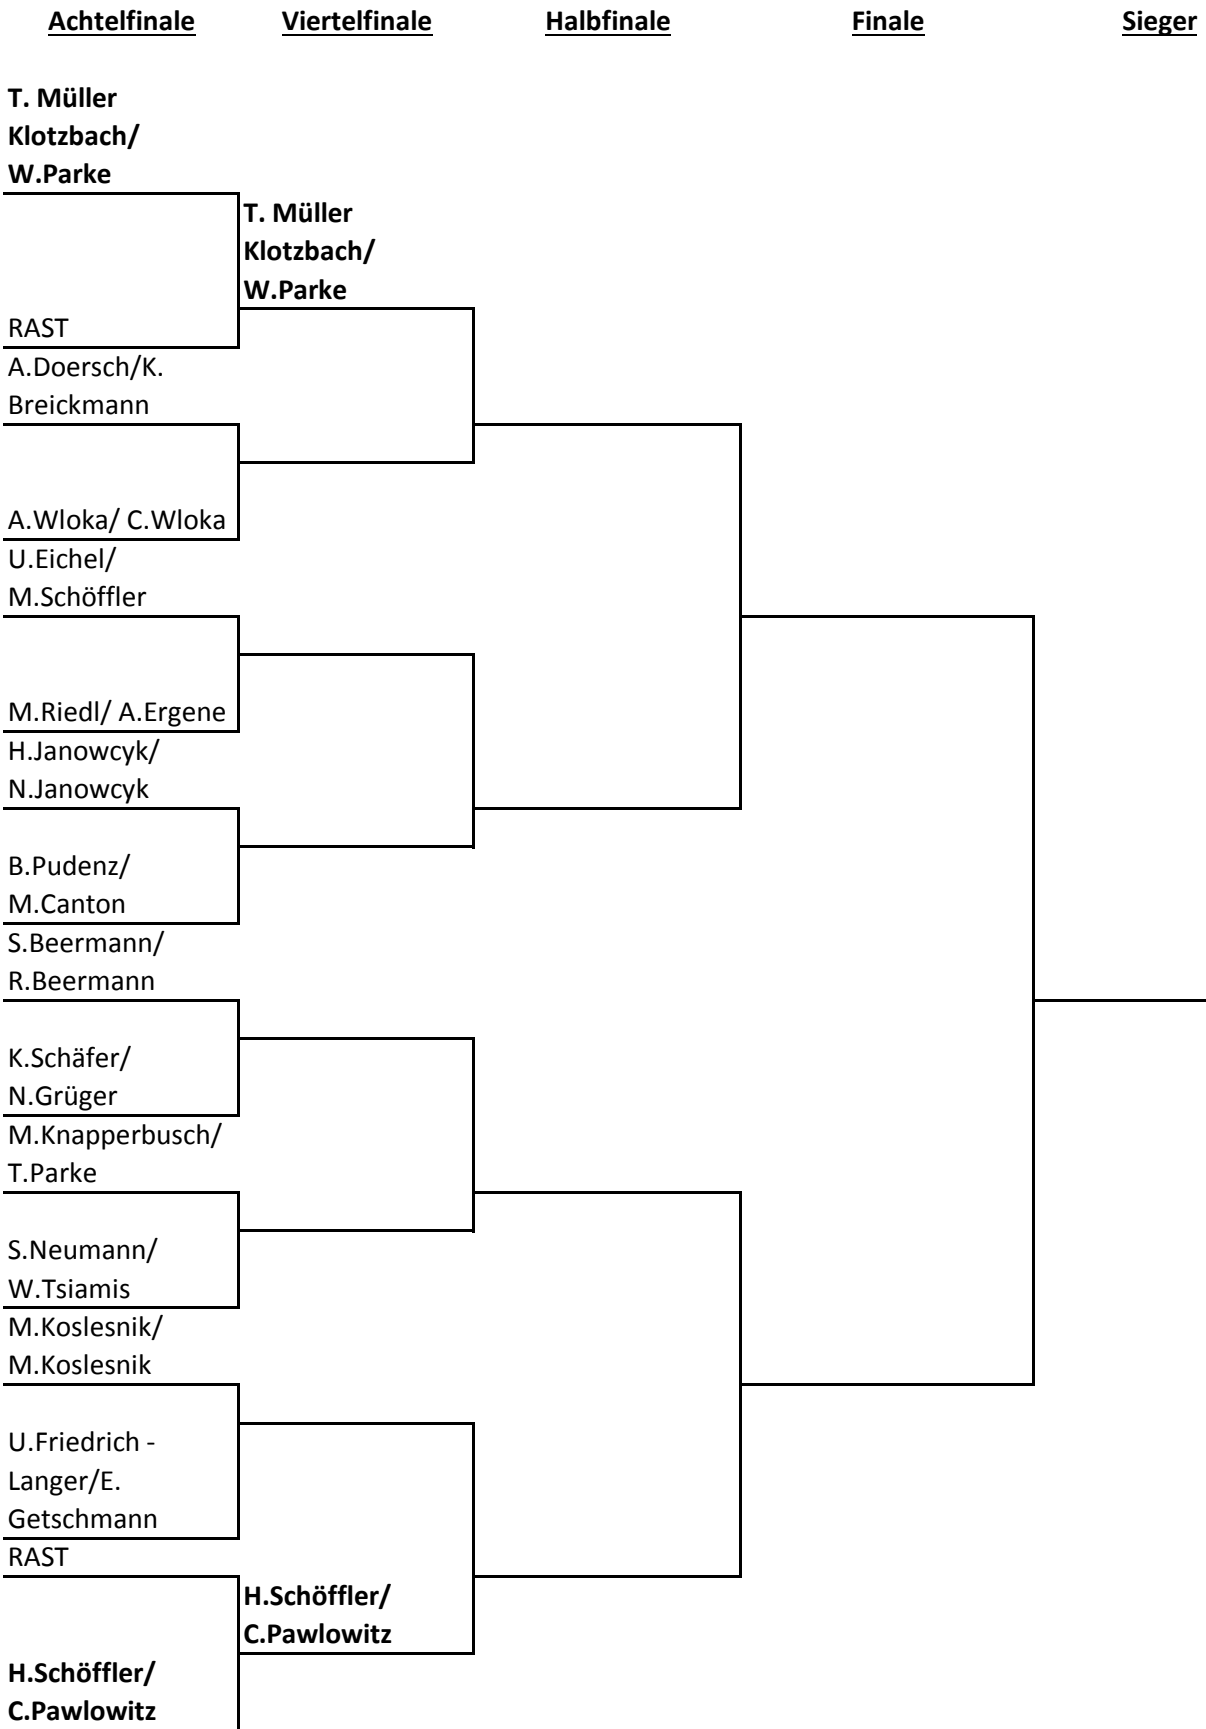 Achtelfinale Viertelfinale Halbfinale Finale Sieger
T. Müller
Klotzbach/
W.Parke
T. Müller
Klotzbach/
W.Parke
RAST
A.Doersch/K.
Breickmann
A.Wloka/ C.Wloka
U.Eichel/
M.Schöffler
M.Riedl/ A.Ergene
H.Janowcyk/
N.Janowcyk
B.Pudenz/
M.Canton
S.Beermann/
R.Beermann
K.Schäfer/
N.Grüger
M.Knapperbusch/
T.Parke
S.Neumann/
W.Tsiamis
M.Koslesnik/
M.Koslesnik
U.Friedrich -
Langer/E.
Getschmann
RAST
H.Schöffler/
C.Pawlowitz
H.Schöffler/
C.Pawlowitz